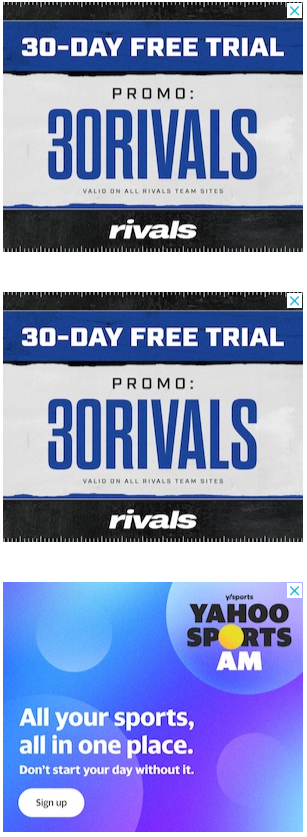 30-DAY FREE TRIAL
PROMO:
30RIVALS
VALID ON ALL RIVALS TEAM SITES
rivals
30-DAY FREE TRIAL
PROMO:
30RIVALS
VALID ON ALL RIVALS TEAM SITES
rivals
y/sports
YAHOO
SPORTS
AM
All your sports,
all in one place.
Don't start your day without it.
Sign up